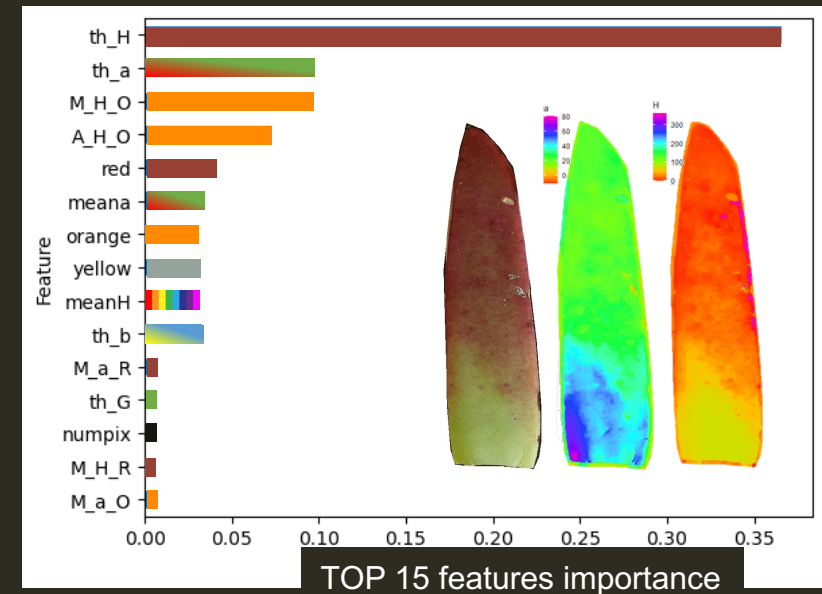 Feature
th_H
th_a
M_H_O
A_H_O
red
meana
orange
yellow
meanH
th_b
M_a_R
th_G
numpix
M_H_R
M_a_O
a
80
60
40
20
0
H
300
200
100
0
0.00 0.05 0.10 0.15 0.20 0.25 0.30 0.35
TOP 15 features importance